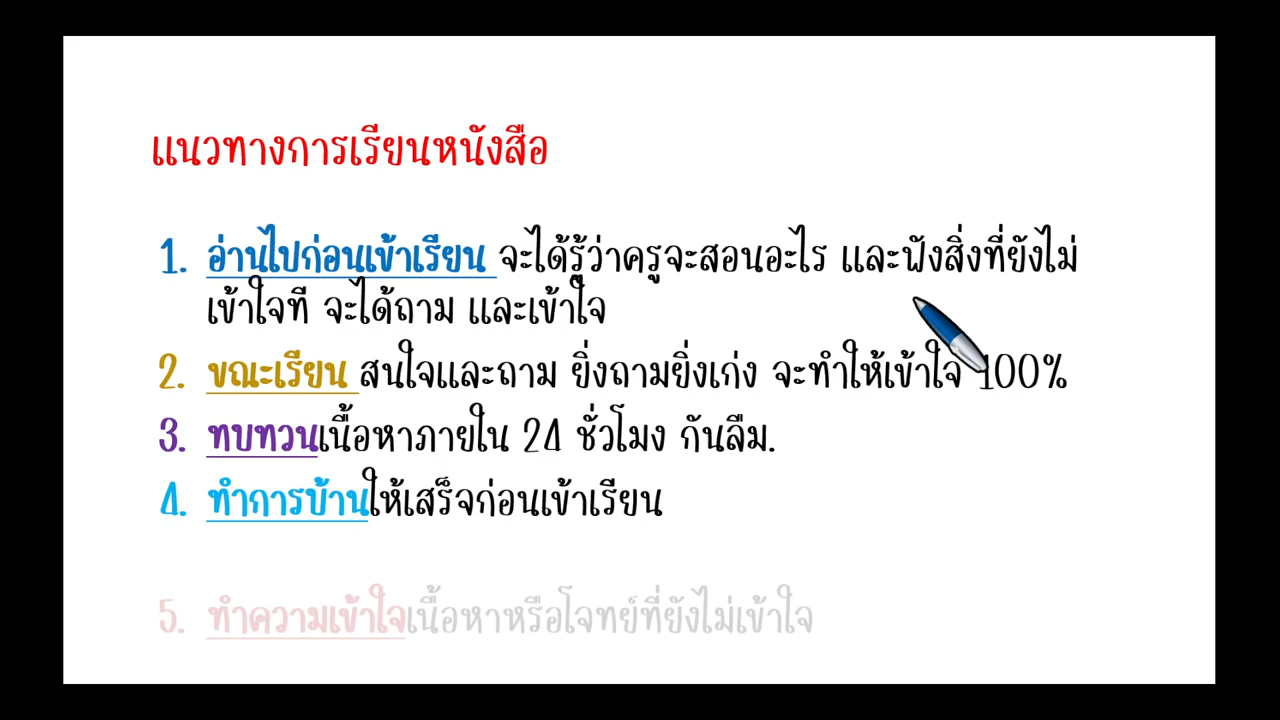 แนวทางการเรียนหนังสือ
1. อ่านไปก่อนเข้าเรียน จะได้รู้ว่าครูจะสอนอะไร และฟังสิ่งที่ยังไม่
เข้าใจที จะได้ถาม และเข้าใจ
2. ขณะเรียน สนใจและถาม ยิ่งถามยิ่งเก่ง จะทำให้เข้าใจ 100%
3. ทบทวนเนื้อหาภายใน 24 ชั่วโมง กันลืม.
4. ทำการบ้านให้เสร็จก่อนเข้าเรียน
5. ทำความเข้าใจเนื้อหาหรือโจทย์ที่ยังไม่เข้าใจ